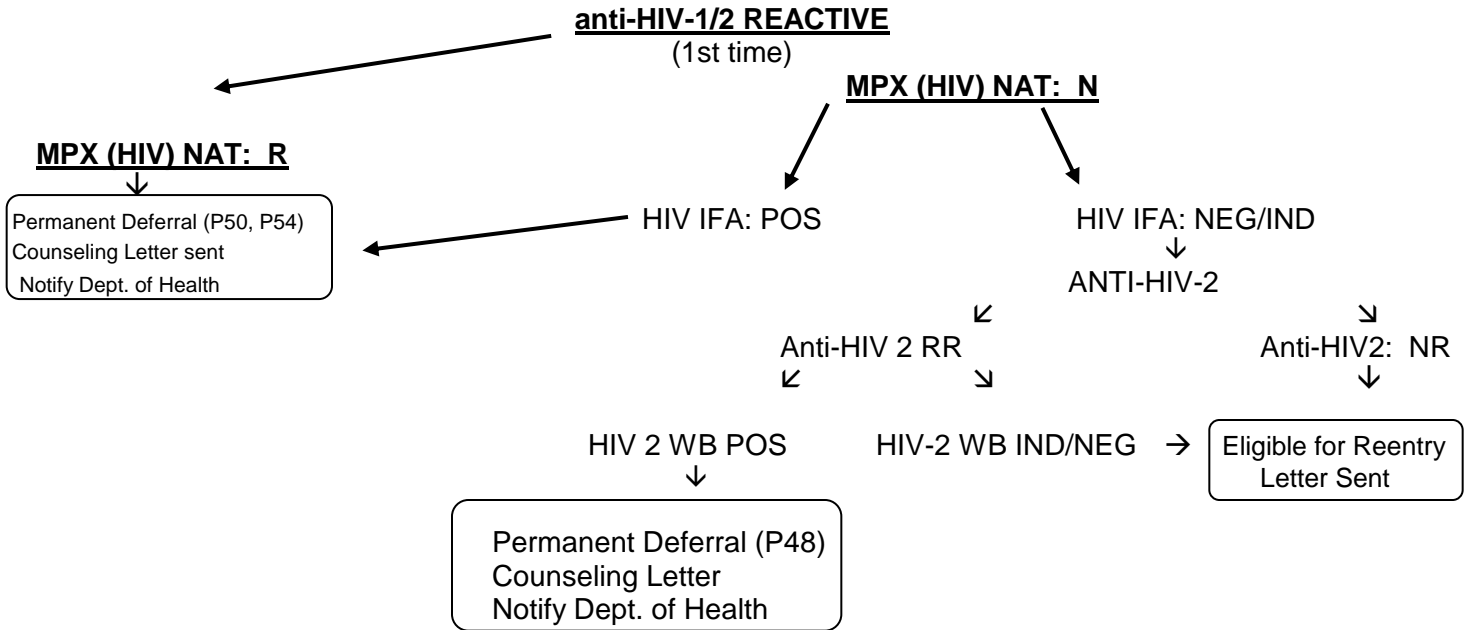 anti-HIV-1/2 REACTIVE
(1st time)
MPX (HIV) NAT: N
MPX (HIV) NAT: R
Permanent Deferral (P50, P54)
Counseling Letter sent
Notify Dept. of Health
HIV IFA: POS
HIV IFA: NEG/IND
ANTI-HIV-2
Anti-HIV 2 RR
Anti-HIV2: NR
HIV 2 WB POS
HIV-2 WB IND/NEG
Eligible for Reentry
Letter Sent
Permanent Deferral (P48)
Counseling Letter
Notify Dept. of Health